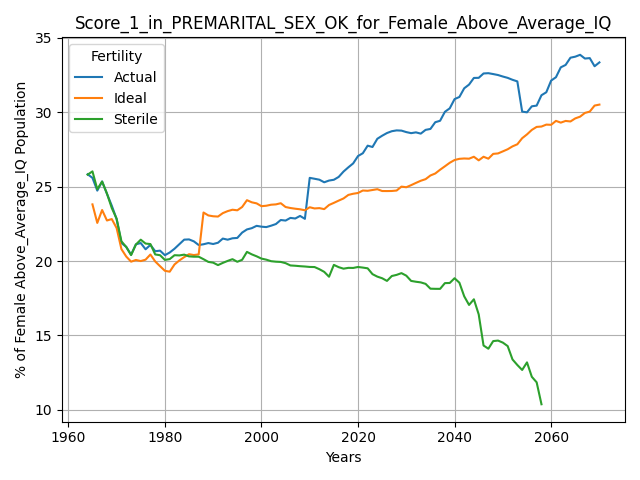 Score_1_in_PREMARITAL_SEX_OK_for_Female_Above_Average_IQ
Fertility
Actual
Ideal
Sterile
% of Female Above_Average_IQ Population
35
30
25
20
15
10
1960
1980
2000
2020
2040
2060
Years